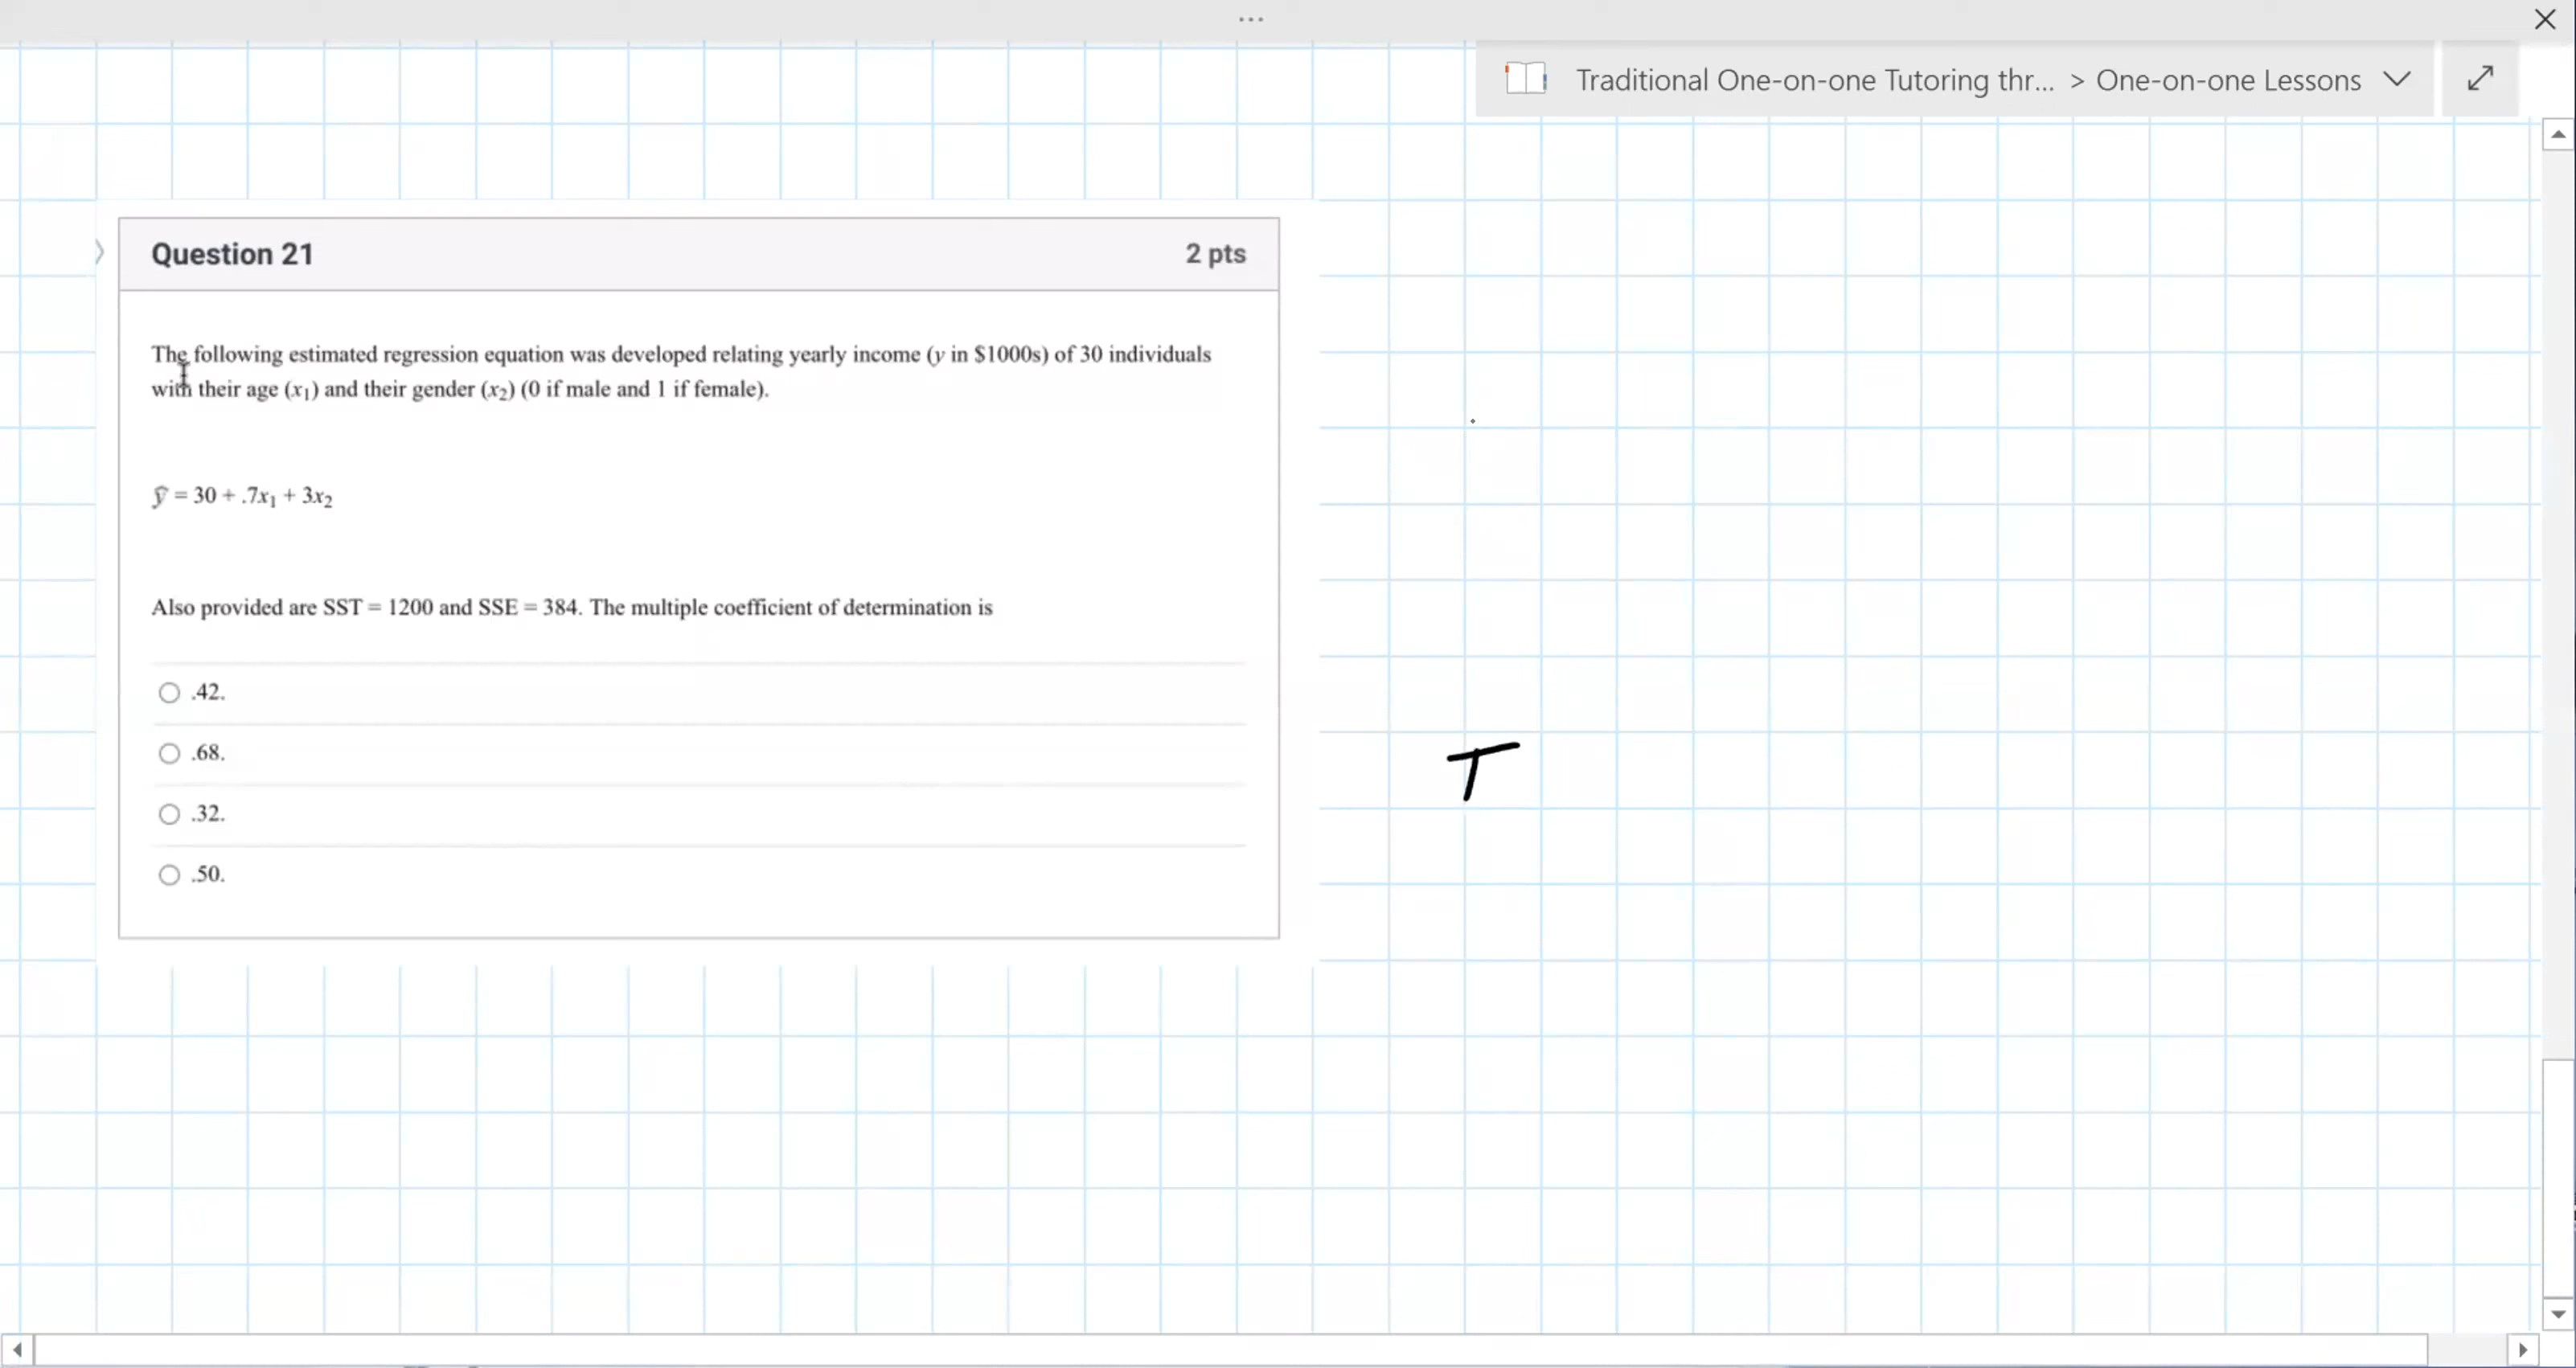 ...
Traditional One-on-one Tutoring thr... > One-on-one Lessons
Question 21 2 pts
The following estimated regression equation was developed relating yearly income (y in $1000s) of 30 individuals
with their age (x₁) and their gender (x₂) (0 if male and 1 if female).
ŷ = 30 + .7x₁ + 3x₂
Also provided are SST = 1200 and SSE = 384. The multiple coefficient of determination is
.42.
.68.
T
.32.
.50.